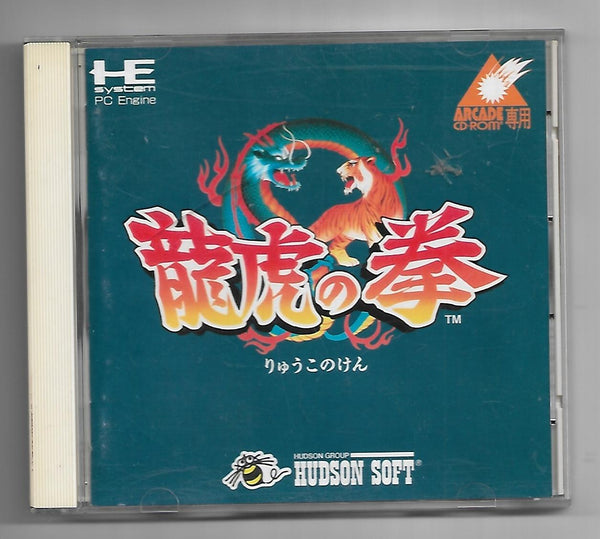 HE
system
PC Engine
ARCADE
CD-ROM²専用
龍虎の拳
TM
りゅうこのけん
HUDSON GROUP
HUDSON SOFT®